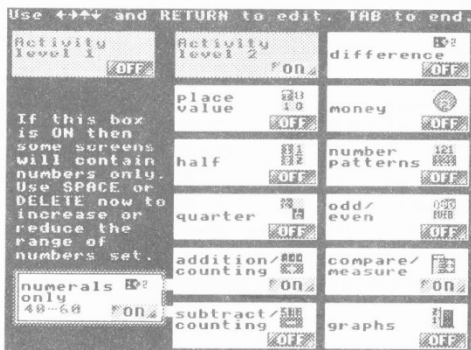 Use ←→↑↓ and RETURN to edit. TAB to end
Activity
level 1
OFF
Activity
level 2
on
difference
OFF
If this box
is ON then
some screens
will contain
numbers only.
Use SPACE or
DELETE now to
increase or
reduce the
range of
numbers set.
numerals
only
40-60
on
place
value
OFF
half
OFF
quarter
OFF
addition/
counting
on
subtract/
counting
OFF
money
OFF
number
patterns
OFF
odd/
even
OFF
compare/
measure
on
graphs
OFF